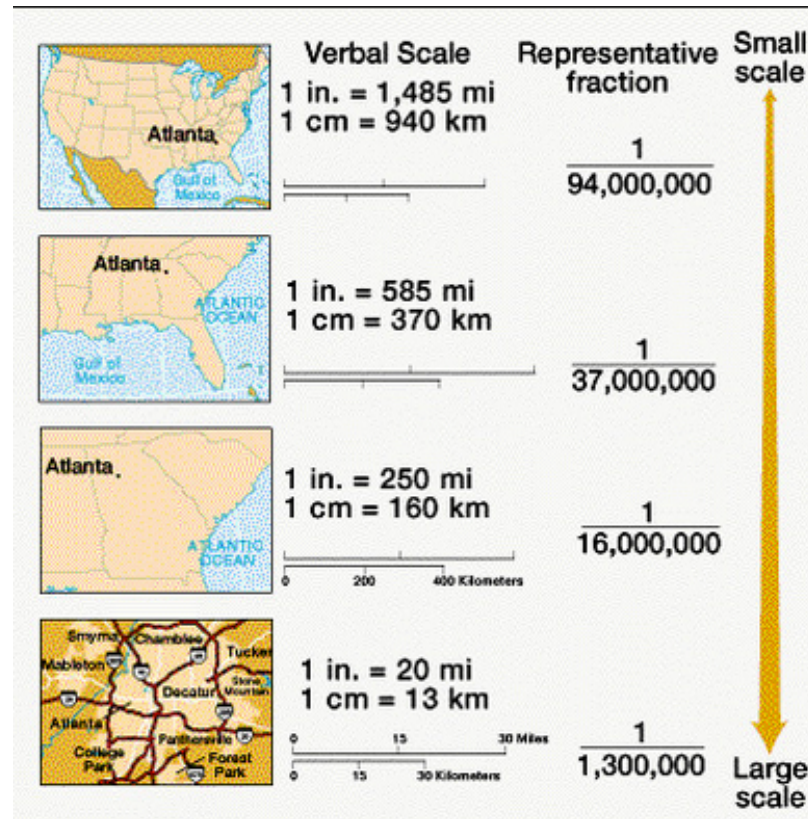 Verbal Scale
Representative
fraction
Small
scale
Atlanta
Gulf of
Mexico
1 in. = 1,485 mi
1 cm = 940 km
1
94,000,000
Atlanta
ATLANTIC
OCEAN
Gulf of
Mexico
1 in. = 585 mi
1 cm = 370 km
1
37,000,000
Atlanta
ATLANTIC
OCEAN
1 in. = 250 mi
1 cm = 160 km
0 200 400 Kilometers
1
16,000,000
Smyrna
Chamblee
Tucker
Mableton
Stone
Mountain
Decatur
Atlanta
Panthersville
College
Park
Forest
Park
1 in. = 20 mi
1 cm = 13 km
0 15 30 Miles
0 15 30 Kilometers
1
1,300,000
Large
scale